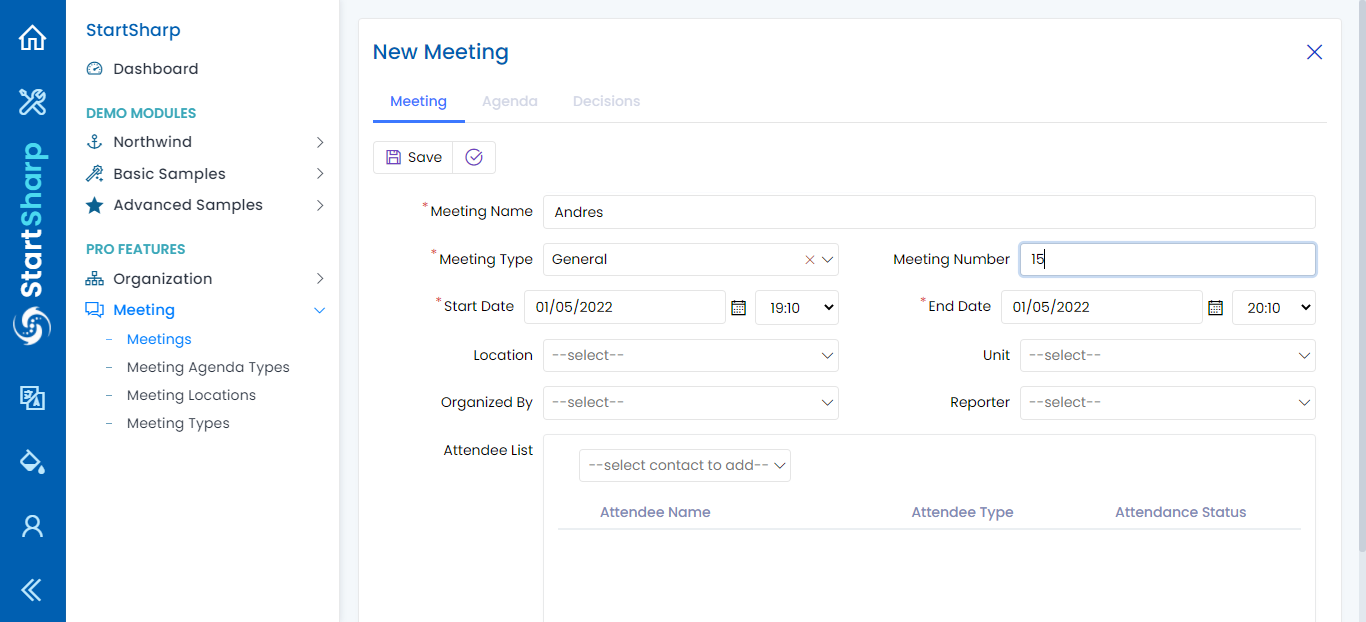 StartSharp
StartSharp
Dashboard
DEMO MODULES
Northwind
Basic Samples
Advanced Samples
PRO FEATURES
Organization
Meeting
Meetings
Meeting Agenda Types
Meeting Locations
Meeting Types
New Meeting
Meeting Agenda Decisions
Save
* Meeting Name Andres
* Meeting Type General Meeting Number 15
* Start Date 01/05/2022 19:10 * End Date 01/05/2022 20:10
Location --select-- Unit --select--
Organized By --select-- Reporter --select--
Attendee List
--select contact to add--
Attendee Name Attendee Type Attendance Status